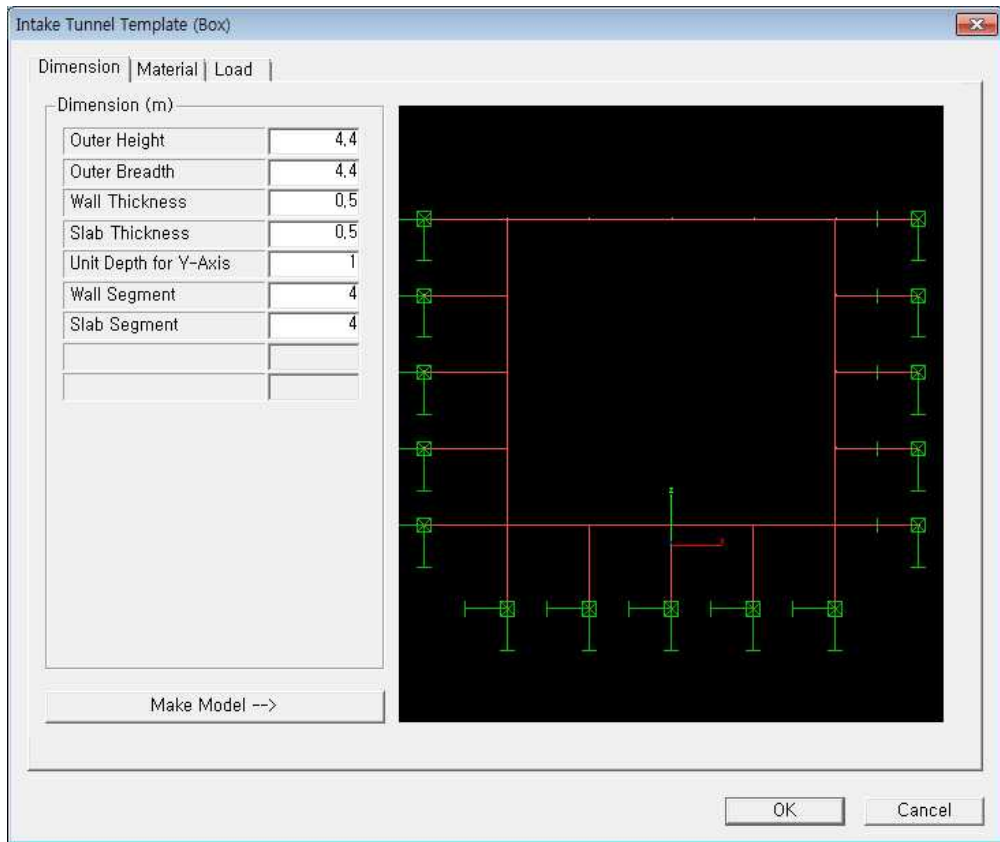 Intake Tunnel Template (Box)
Dimension
Material
Load
Dimension (m)
Outer Height 4,4
Outer Breadth 4,4
Wall Thickness 0,5
Slab Thickness 0,5
Unit Depth for Y-Axis 1
Wall Segment 4
Slab Segment 4
Make Model -->
OK
Cancel